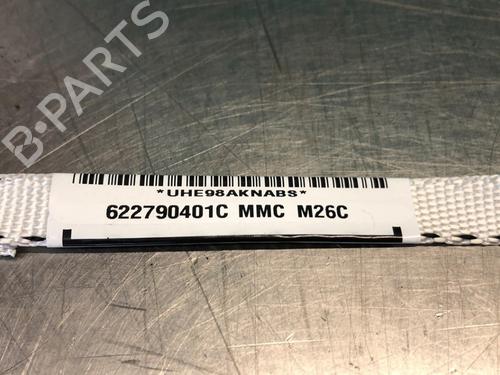 B-PARTS
*UHE98AKNABS*
622790401C MMC M26C